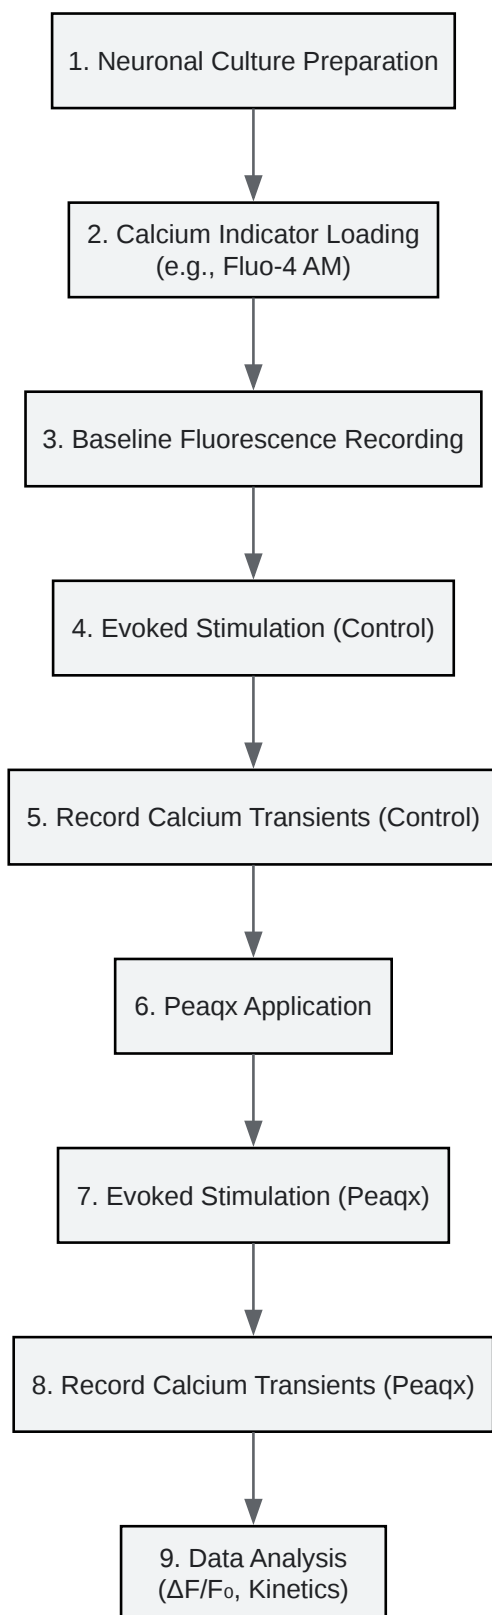 1. Neuronal Culture Preparation
2. Calcium Indicator Loading
(e.g., Fluo-4 AM)
3. Baseline Fluorescence Recording
4. Evoked Stimulation (Control)
5. Record Calcium Transients (Control)
6. Peaqx Application
7. Evoked Stimulation (Peaqx)
8. Record Calcium Transients (Peaqx)
9. Data Analysis
(ΔF/F₀, Kinetics)